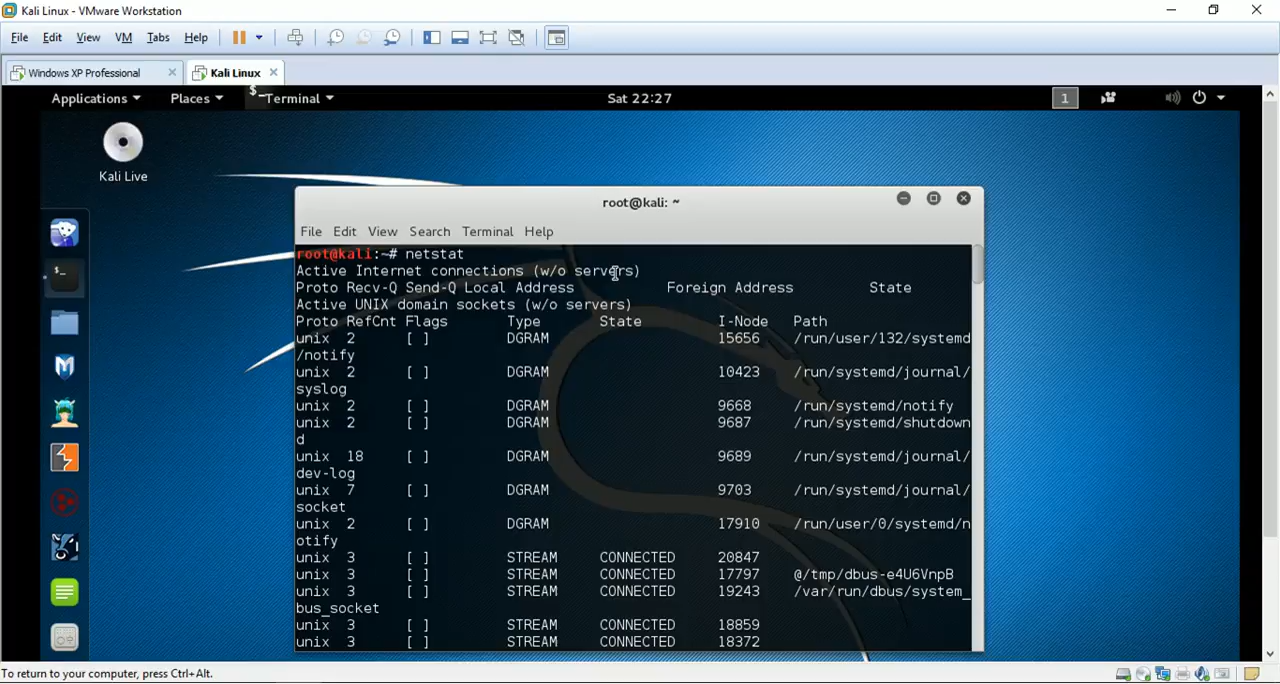 Kali Linux - VMware Workstation
File Edit View VM Tabs Help
Windows XP Professional Kali Linux
Applications Places Terminal Sat 22:27 1
Kali Live
root@kali: ~
File Edit View Search Terminal Help
root@kali:~# netstat
Active Internet connections (w/o servers)
Proto Recv-Q Send-Q Local Address Foreign Address State
Active UNIX domain sockets (w/o servers)
Proto RefCnt Flags Type State I-Node Path
unix 2 [ ] DGRAM 15656 /run/user/132/systemd
/notify
unix 2 [ ] DGRAM 10423 /run/systemd/journal/
syslog
unix 2 [ ] DGRAM 9668 /run/systemd/notify
unix 2 [ ] DGRAM 9687 /run/systemd/shutdown
d
unix 18 [ ] DGRAM 9689 /run/systemd/journal/
dev-log
unix 7 [ ] DGRAM 9703 /run/systemd/journal/
socket
unix 2 [ ] DGRAM 17910 /run/user/0/systemd/n
otify
unix 3 [ ] STREAM CONNECTED 20847
unix 3 [ ] STREAM CONNECTED 17797 @/tmp/dbus-e4U6VnpB
unix 3 [ ] STREAM CONNECTED 19243 /var/run/dbus/system_
bus_socket
unix 3 [ ] STREAM CONNECTED 18859
unix 3 [ ] STREAM CONNECTED 18372
To return to your computer, press Ctrl+Alt.